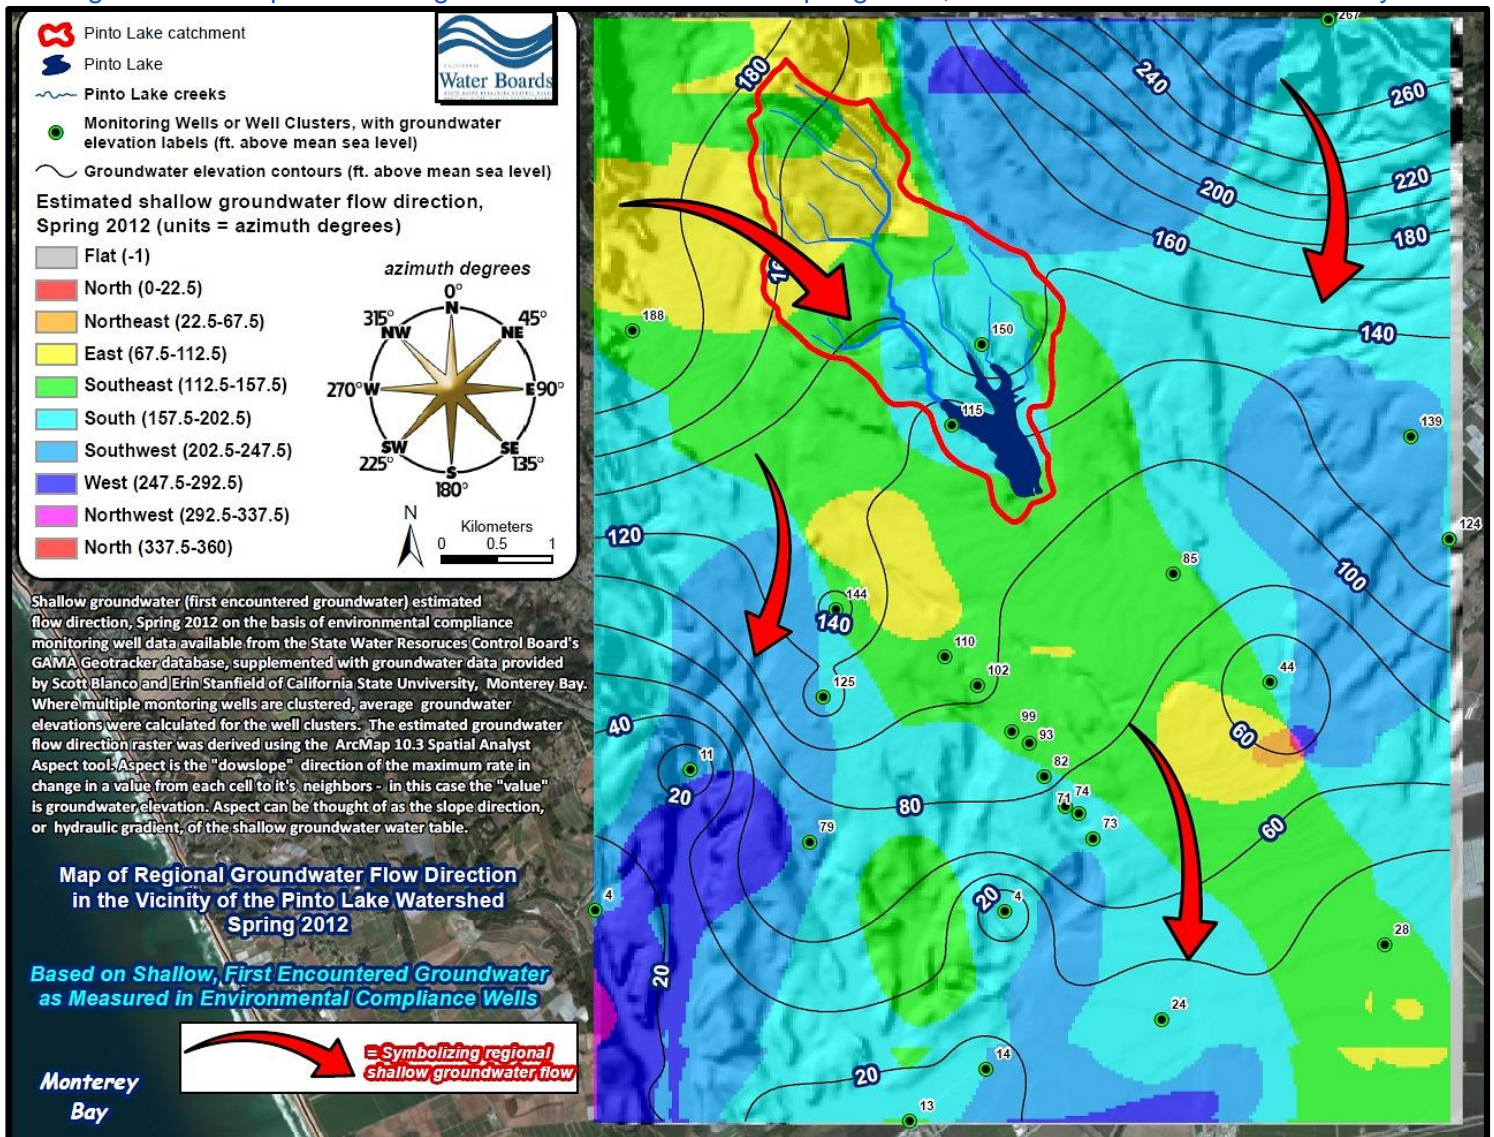 Pinto Lake catchment
Pinto Lake
Pinto Lake creeks
Monitoring Wells or Well Clusters, with groundwater
elevation labels (ft. above mean sea level)
Groundwater elevation contours (ft. above mean sea level)
CALIFORNIA
Water Boards
Estimated shallow groundwater flow direction,
Spring 2012 (units = azimuth degrees)
Flat (-1)
North (0-22.5)
Northeast (22.5-67.5)
East (67.5-112.5)
Southeast (112.5-157.5)
South (157.5-202.5)
Southwest (202.5-247.5)
West (247.5-292.5)
Northwest (292.5-337.5)
North (337.5-360)
azimuth degrees
0°
N
315°
NW
45°
NE
270°
W
E
90°
SW
225°
SE
135°
S
180°
N
Kilometers
0 0.5 1
Shallow groundwater (first encountered groundwater) estimated
flow direction, Spring 2012 on the basis of environmental compliance
monitoring well data available from the State Water Resoruces Control Board's
GAMA Geotracker database, supplemented with groundwater data provided
by Scott Blanco and Erin Stanfield of California State Unviersity, Monterey Bay.
Where multiple montoring wells are clustered, average groundwater
elevations were calculated for the well clusters. The estimated groundwater
flow direction raster was derived using the ArcMap 10.3 Spatial Analyst
Aspect tool. Aspect is the "dowslope" direction of the maximum rate in
change in a value from each cell to it's neighbors - in this case the "value"
is groundwater elevation. Aspect can be thought of as the slope direction,
or hydraulic gradient, of the shallow groundwater water table.
Map of Regional Groundwater Flow Direction
in the Vicinity of the Pinto Lake Watershed
Spring 2012
Based on Shallow, First Encountered Groundwater
as Measured in Environmental Compliance Wells
= Symbolizing regional
shallow groundwater flow
Monterey
Bay
267
180
240
260
200
220
160
180
188
150
140
115
139
124
120
85
100
144
140
110
102
125
44
40
99
93
60
11
82
20
80
74
71
73
60
79
4
20
4
28
20
24
14
20
13